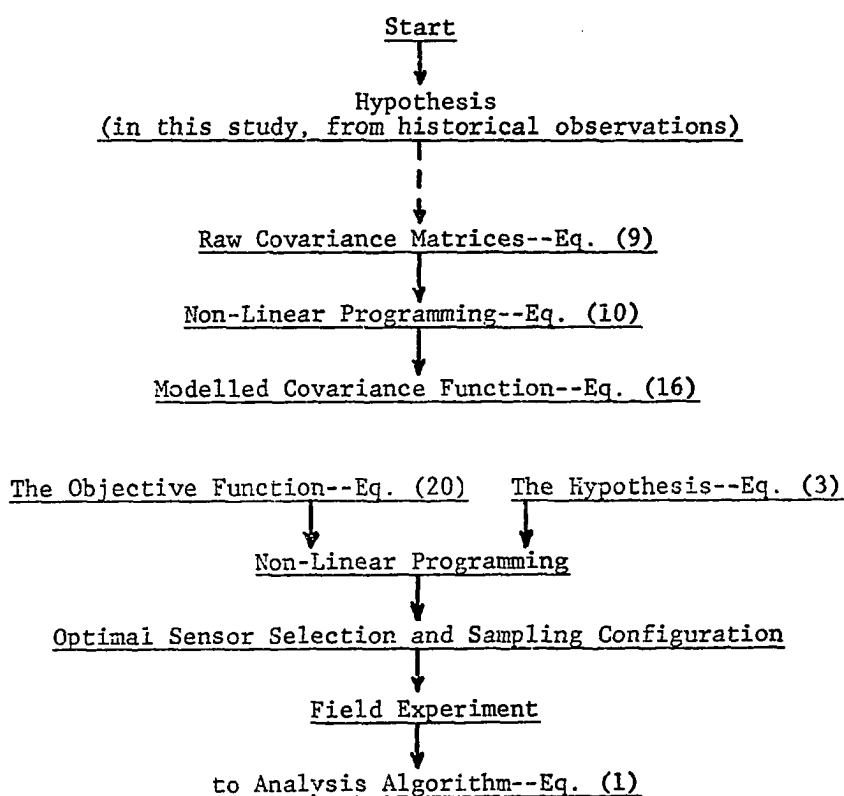 Start
Hypothesis
(in this study, from historical observations)
Raw Covariance Matrices--Eq. (9)
Non-Linear Programming--Eq. (10)
Modelled Covariance Function--Eq. (16)
The Objective Function--Eq. (20) The Hypothesis--Eq. (3)
Non-Linear Programming
Optimal Sensor Selection and Sampling Configuration
Field Experiment
to Analysis Algorithm--Eq. (1)